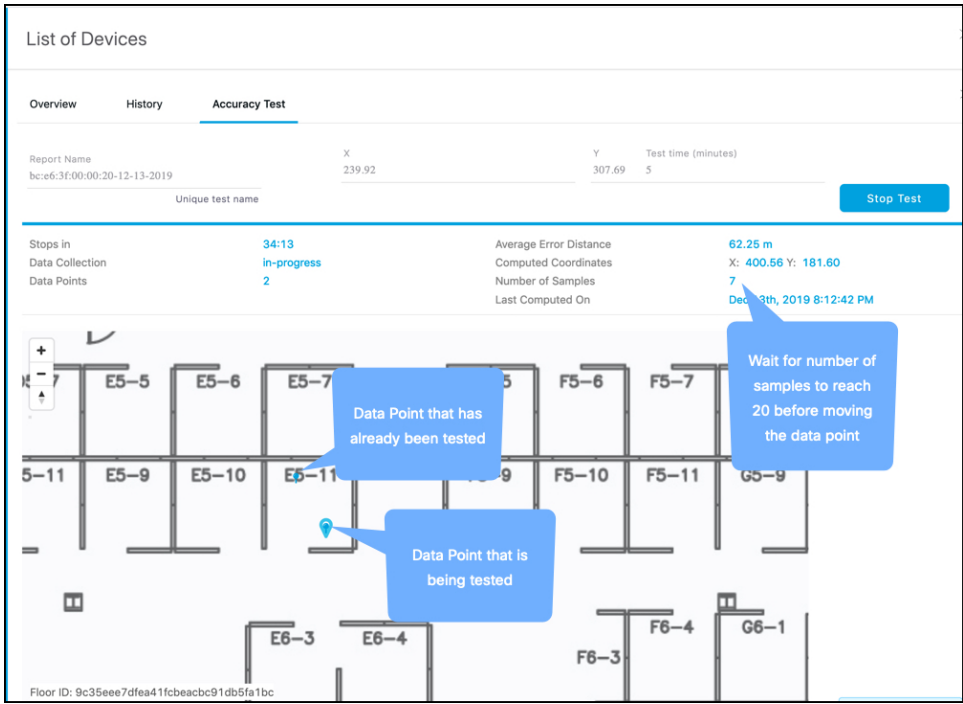 List of Devices
Overview History Accuracy Test
Report Name
bc:e6:3f:00:00:20-12-13-2019
Unique test name
X
239.92
Y
307.69
Test time (minutes)
5
Stop Test
Stops in 34:13
Data Collection in-progress
Data Points 2
Average Error Distance 62.25 m
Computed Coordinates X: 400.56 Y: 181.60
Number of Samples 7
Last Computed On Dec 13th, 2019 8:12:42 PM
Wait for number of
samples to reach
20 before moving
the data point
+
−
E5-5 E5-6 E5-7 F5-6 F5-7
Data Point that has
already been tested
5-11 E5-9 E5-10 E5-11 F5-10 F5-11 G5-9
Data Point that is
being tested
E6-3 E6-4 F6-3 F6-4 G6-1
Floor ID: 9c35eee7dfea41fcbeacbc91db5fa1bc